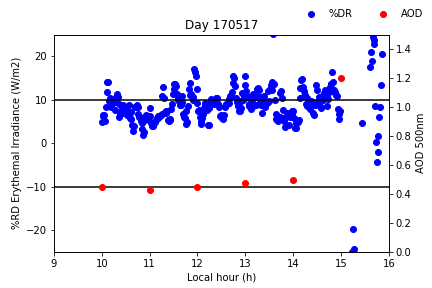 %DR AOD
Day 170517
%RD Erythemal Irradiance (W/m2)
20
10
0
−10
−20
1.4
1.2
1.0
0.8
0.6
0.4
0.2
0.0
AOD 500nm
9 10 11 12 13 14 15 16
Local hour (h)